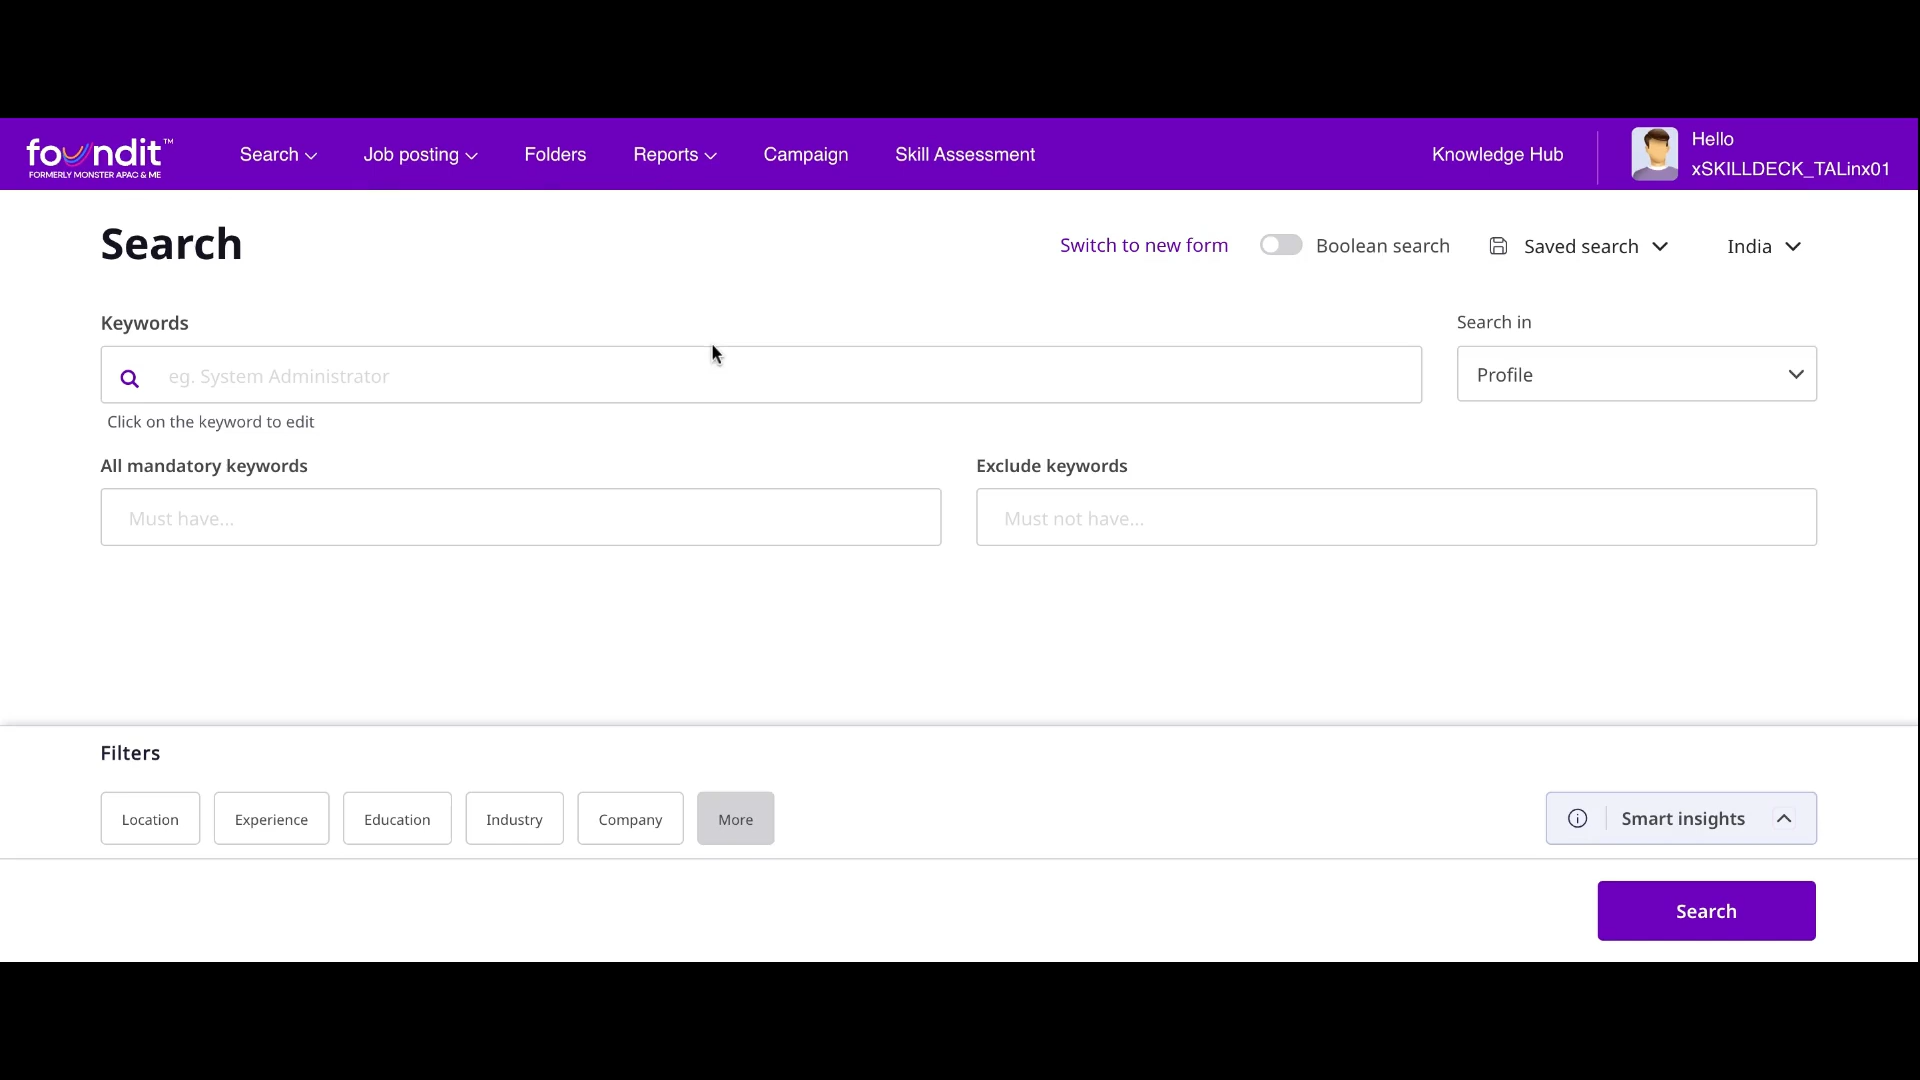 foundit™
FORMERLY MONSTER APAC & ME
Search
Job posting
Folders
Reports
Campaign
Skill Assessment
Knowledge Hub
Hello
xSKILLDECK_TALinx01
Search
Switch to new form
Boolean search
Saved search
India
Keywords
Search in
eg. System Administrator
Profile
Click on the keyword to edit
All mandatory keywords
Exclude keywords
Must have...
Must not have...
Filters
Location
Experience
Education
Industry
Company
More
Smart insights
Search